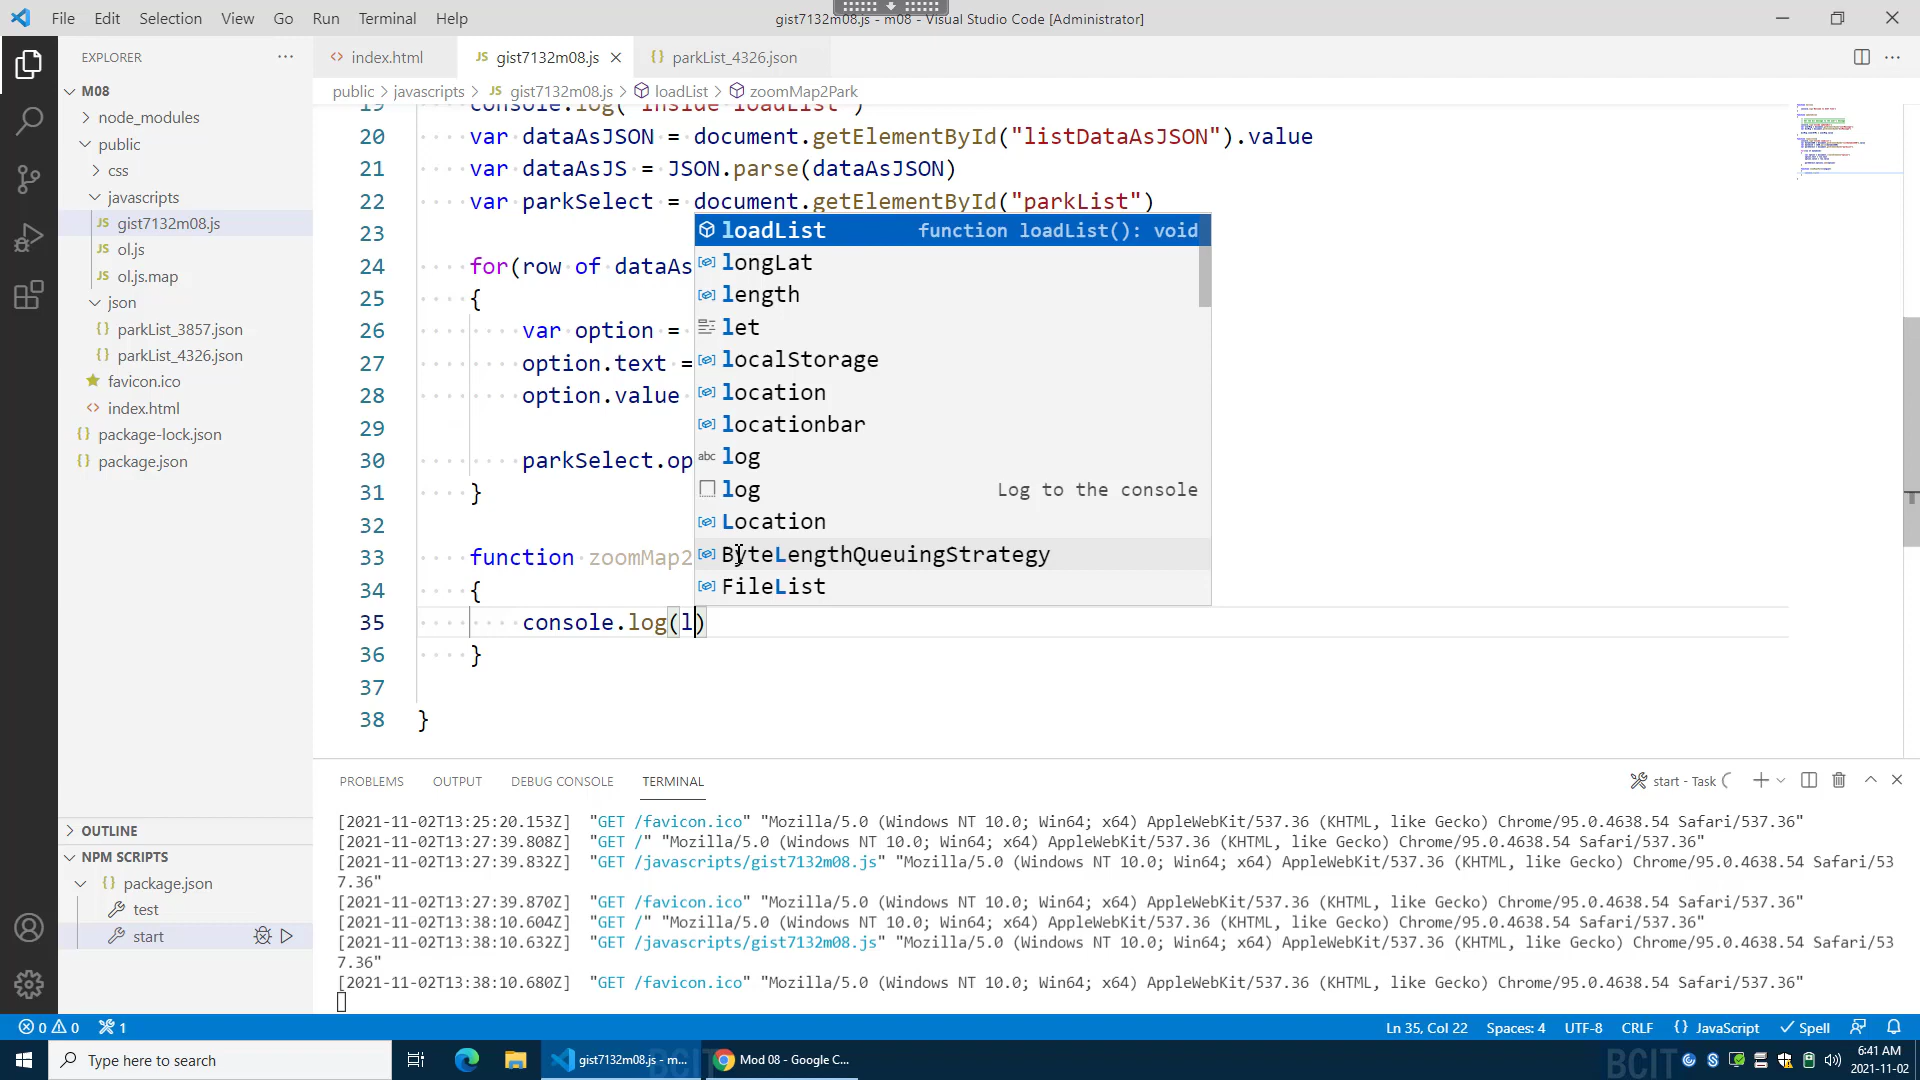 File Edit Selection View Go Run Terminal Help
gist7132m08.js - m08 - Visual Studio Code [Administrator]
EXPLORER
M08
node_modules
public
css
javascripts
JS gist7132m08.js
JS ol.js
JS ol.js.map
json
{} parkList_3857.json
{} parkList_4326.json
favicon.ico
<> index.html
{} package-lock.json
{} package.json
OUTLINE
NPM SCRIPTS
{} package.json
test
start
<> index.html
JS gist7132m08.js
{} parkList_4326.json
public > javascripts > JS gist7132m08.js > loadList > zoomMap2Park
19 console.log("inside loadList")
20 var dataAsJSON = document.getElementById("listDataAsJSON").value
21 var dataAsJS = JSON.parse(dataAsJSON)
22 var parkSelect = document.getElementById("parkList")
23
24 for(row of dataAs
25 {
26 var option =
27 option.text =
28 option.value
29
30 parkSelect.op
31 }
32
33 function zoomMap2
34 {
35 console.log(l)
36 }
37
38 }
loadList function loadList(): void
longLat
length
let
localStorage
location
locationbar
abc log
log Log to the console
Location
ByteLengthQueuingStrategy
FileList
PROBLEMS OUTPUT DEBUG CONSOLE TERMINAL
start - Task
[2021-11-02T13:25:20.153Z] "GET /favicon.ico" "Mozilla/5.0 (Windows NT 10.0; Win64; x64) AppleWebKit/537.36 (KHTML, like Gecko) Chrome/95.0.4638.54 Safari/537.36"
[2021-11-02T13:27:39.808Z] "GET /" "Mozilla/5.0 (Windows NT 10.0; Win64; x64) AppleWebKit/537.36 (KHTML, like Gecko) Chrome/95.0.4638.54 Safari/537.36"
[2021-11-02T13:27:39.832Z] "GET /javascripts/gist7132m08.js" "Mozilla/5.0 (Windows NT 10.0; Win64; x64) AppleWebKit/537.36 (KHTML, like Gecko) Chrome/95.0.4638.54 Safari/53
7.36"
[2021-11-02T13:27:39.870Z] "GET /favicon.ico" "Mozilla/5.0 (Windows NT 10.0; Win64; x64) AppleWebKit/537.36 (KHTML, like Gecko) Chrome/95.0.4638.54 Safari/537.36"
[2021-11-02T13:38:10.604Z] "GET /" "Mozilla/5.0 (Windows NT 10.0; Win64; x64) AppleWebKit/537.36 (KHTML, like Gecko) Chrome/95.0.4638.54 Safari/537.36"
[2021-11-02T13:38:10.632Z] "GET /javascripts/gist7132m08.js" "Mozilla/5.0 (Windows NT 10.0; Win64; x64) AppleWebKit/537.36 (KHTML, like Gecko) Chrome/95.0.4638.54 Safari/53
7.36"
[2021-11-02T13:38:10.680Z] "GET /favicon.ico" "Mozilla/5.0 (Windows NT 10.0; Win64; x64) AppleWebKit/537.36 (KHTML, like Gecko) Chrome/95.0.4638.54 Safari/537.36"
0 0 1
Ln 35, Col 22 Spaces: 4 UTF-8 CRLF {} JavaScript Spell
Type here to search
gist7132m08.js - m...
Mod 08 - Google C...
BCIT
BCIT
6:41 AM
2021-11-02